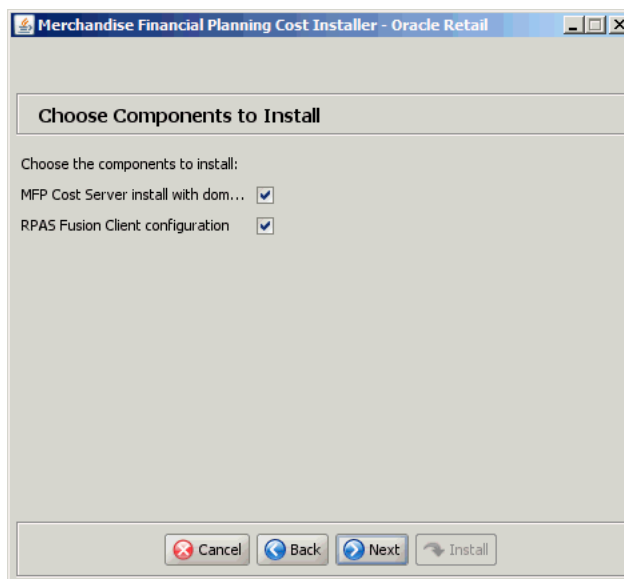 Merchandise Financial Planning Cost Installer - Oracle Retail
Choose Components to Install
Choose the components to install:
MFP Cost Server install with dom...
RPAS Fusion Client configuration
Cancel Back Next Install